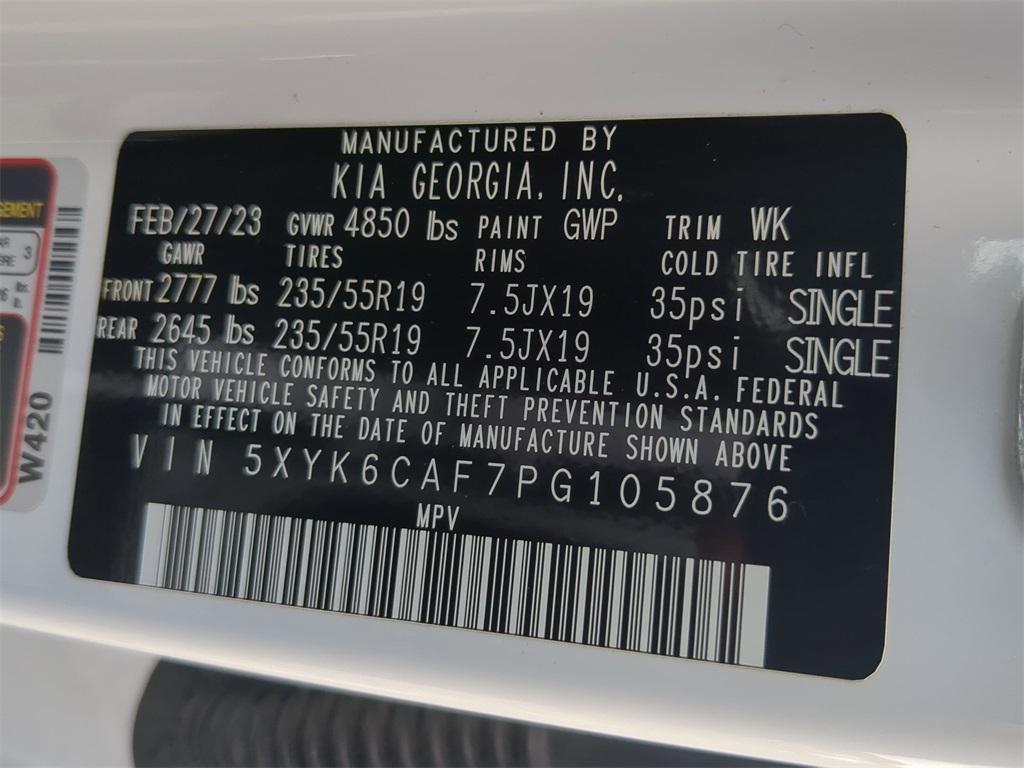 MANUFACTURED BY
KIA GEORGIA, INC.
FEB/27/23 GVWR 4850 lbs PAINT GWP TRIM WK
GAWR TIRES RIMS COLD TIRE INFL
FRONT 2777 lbs 235/55R19 7.5JX19 35psi SINGLE
REAR 2645 lbs 235/55R19 7.5JX19 35psi SINGLE
THIS VEHICLE CONFORMS TO ALL APPLICABLE U.S.A. FEDERAL
MOTOR VEHICLE SAFETY AND THEFT PREVENTION STANDARDS
IN EFFECT ON THE DATE OF MANUFACTURE SHOWN ABOVE
VIN 5XYK6CAF7PG105876
MPV
W420
3